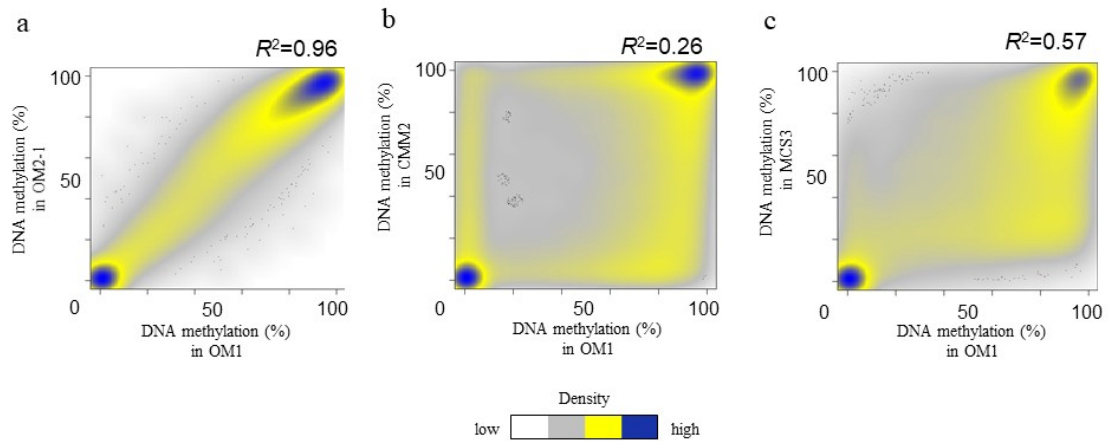 a
R²=0.96
DNA methylation (%)
in OM2-1
100
50
0
50
100
DNA methylation (%)
in OM1
b
R²=0.26
DNA methylation (%)
in CMM2
100
50
0
50
100
DNA methylation (%)
in OM1
c
R²=0.57
DNA methylation (%)
in MCS3
100
50
0
50
100
DNA methylation (%)
in OM1
Density
low
high